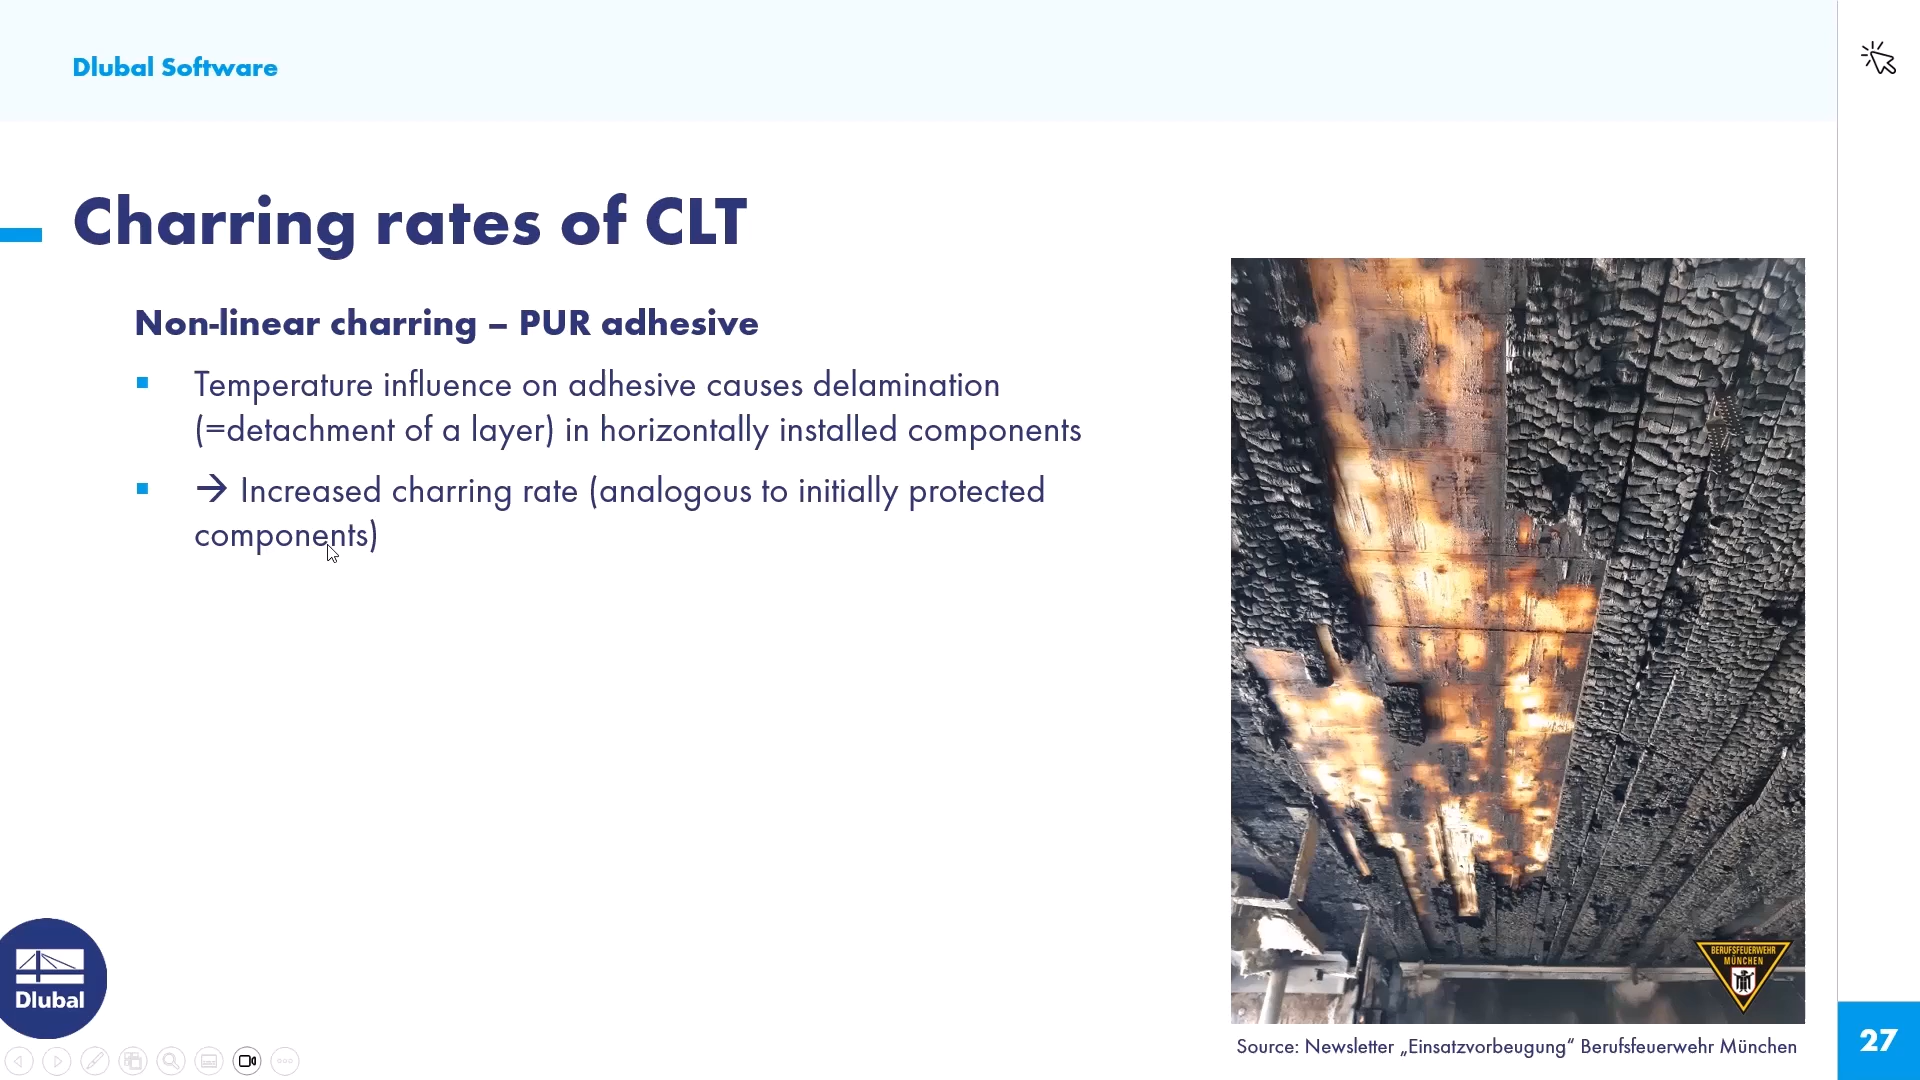 Dlubal Software
Charring rates of CLT
Non-linear charring – PUR adhesive
▪ Temperature influence on adhesive causes delamination
(=detachment of a layer) in horizontally installed components
▪ → Increased charring rate (analogous to initially protected
components)
BERUFSFEUERWEHR
MÜNCHEN
Dlubal
Source: Newsletter „Einsatzvorbeugung“ Berufsfeuerwehr München
27